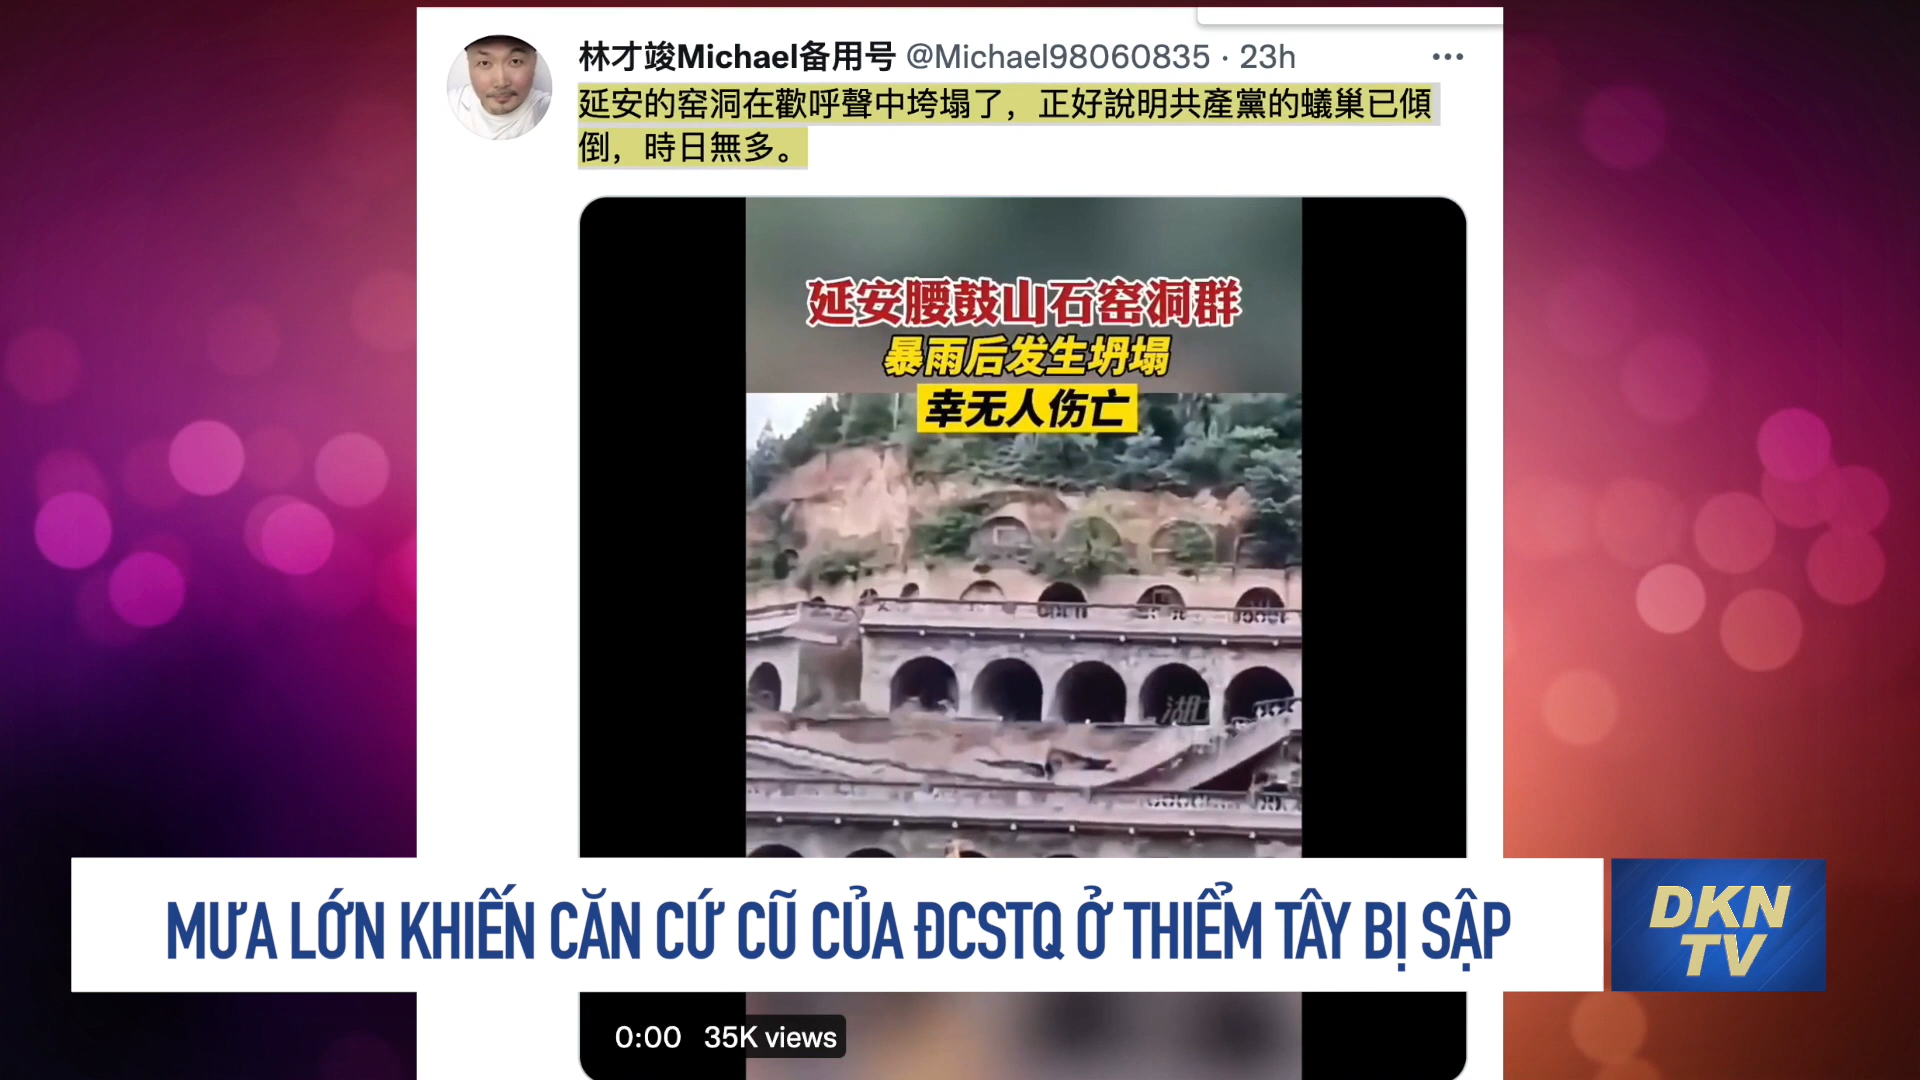 林才竣Michael备用号 @Michael98060835 · 23h
延安的窑洞在歡呼聲中垮塌了，正好說明共產黨的蟻巢已傾
倒，時日無多。
延安腰鼓山石窑洞群
暴雨后发生坍塌
幸无人伤亡
MƯA LỚN KHIẾN CĂN CỨ CŨ CỦA ĐCSTQ Ở THIỂM TÂY BỊ SẬP
DKN
TV
0:00 35K views